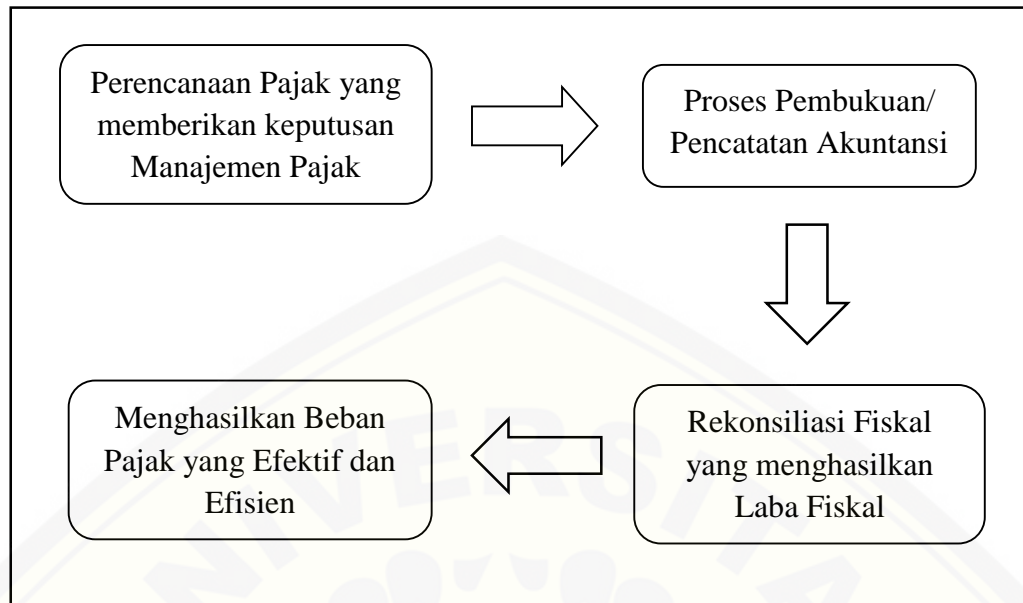 Perencanaan Pajak yang
memberikan keputusan
Manajemen Pajak
Proses Pembukuan/
Pencatatan Akuntansi
Rekonsiliasi Fiskal
yang menghasilkan
Laba Fiskal
Menghasilkan Beban
Pajak yang Efektif dan
Efisien